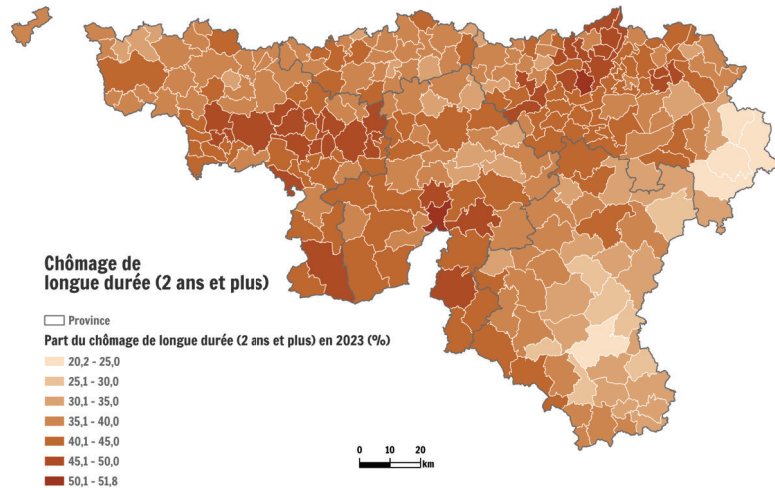 Chômage de
longue durée (2 ans et plus)
Province
Part du chômage de longue durée (2 ans et plus) en 2023 (%)
20,2 - 25,0
25,1 - 30,0
30,1 - 35,0
35,1 - 40,0
40,1 - 45,0
45,1 - 50,0
50,1 - 51,8
0 10 20
km